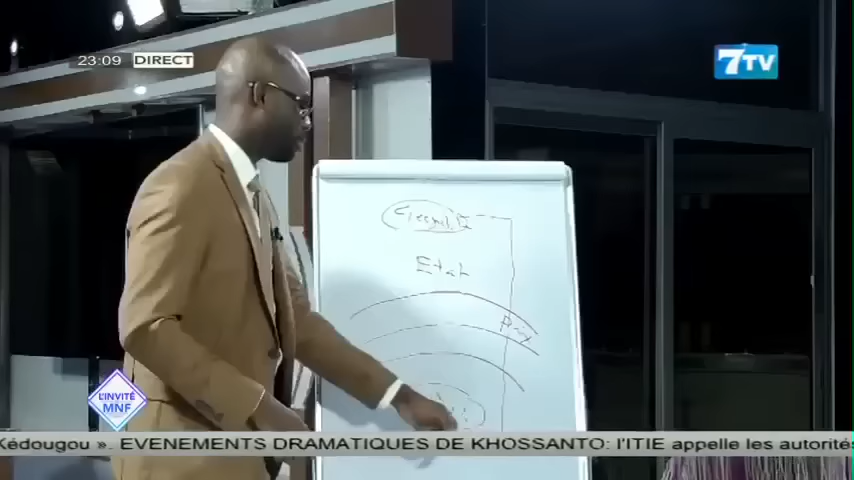 23:09 DIRECT
7TV
Etat
L'INVITÉ
MNF
Kédougou ». EVENEMENTS DRAMATIQUES DE KHOSSANTO: l'ITIE appelle les autorités